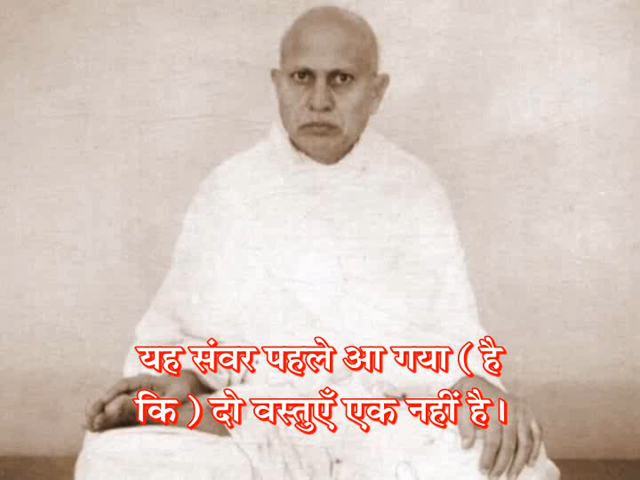 यह संवर पहले आ गया ( है
कि ) दो वस्तुएँ एक नहीं है।